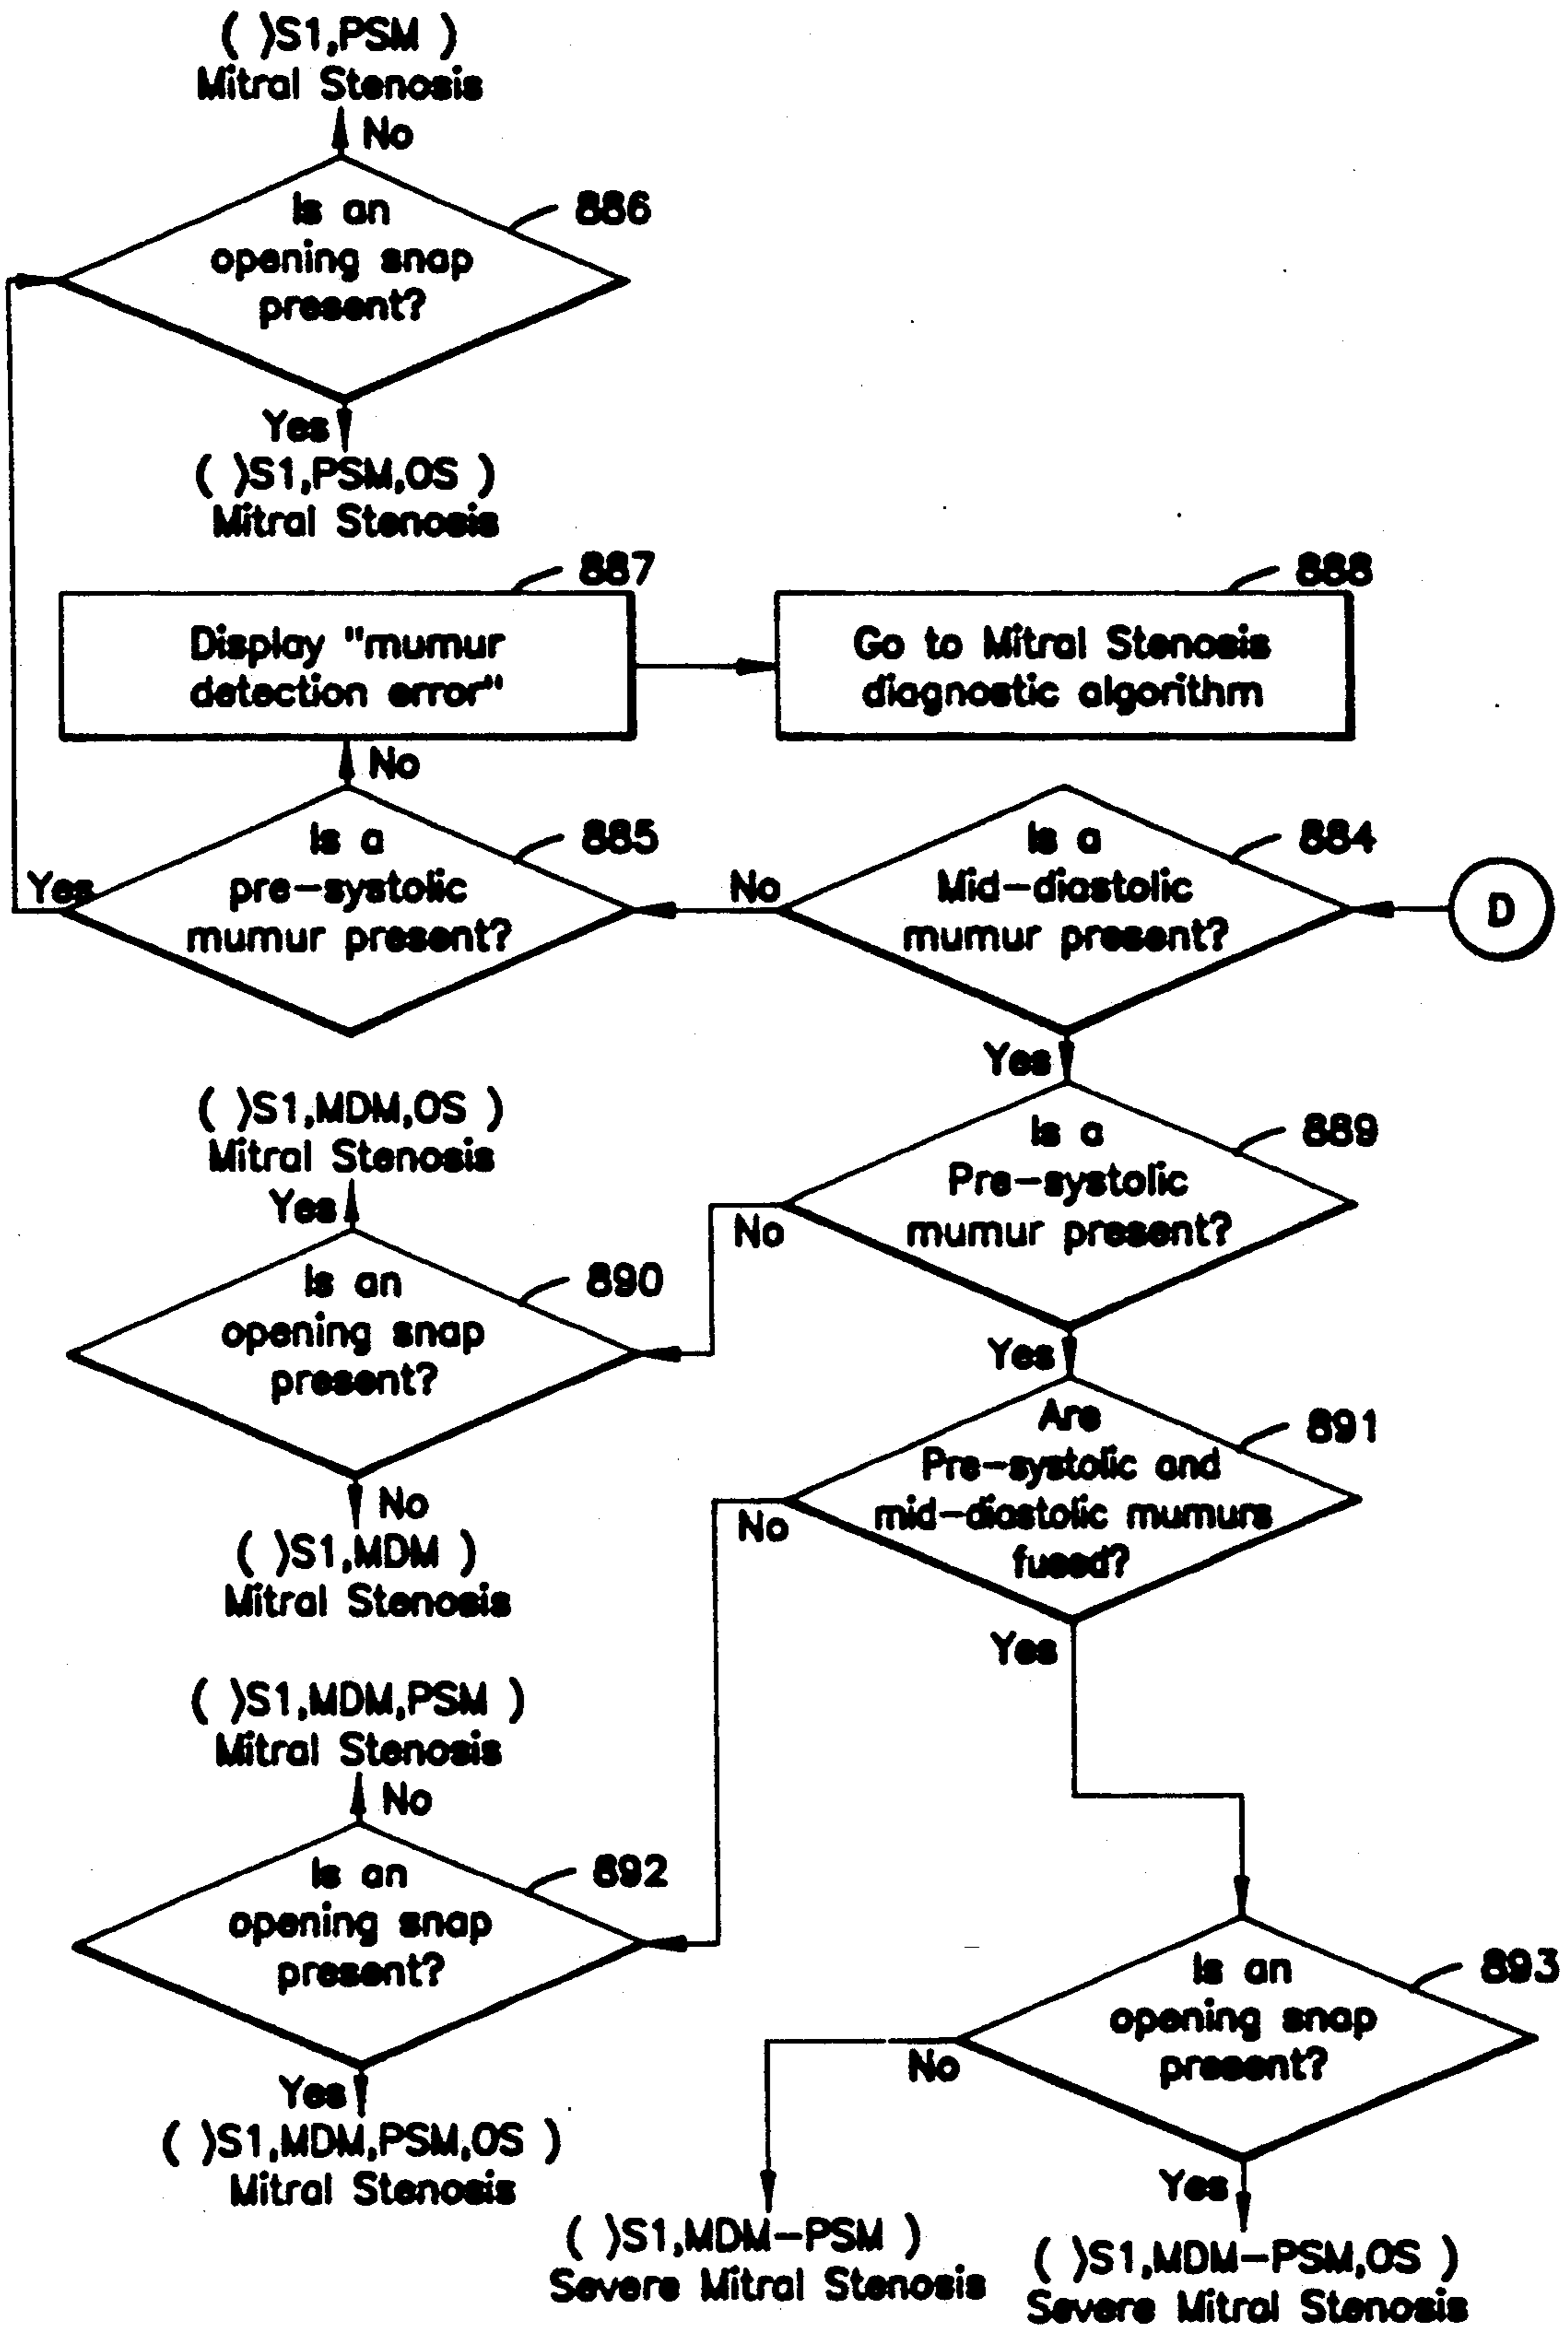 ( )S1,PSM )
Mitral Stenosis
No
Is an
opening snap
present?
886
Yes
( )S1,PSM,OS )
Mitral Stenosis
887
Display "mumur
detection error"
888
Go to Mitral Stenosis
diagnostic algorithm
No
Is a
pre-systolic
mumur present?
885
Yes
No
Is a
Mid-diastolic
mumur present?
884
D
Yes
Is a
Pre-systolic
mumur present?
889
No
( )S1,MDM,OS )
Mitral Stenosis
Yes
Is an
opening snap
present?
890
No
( )S1,MDM )
Mitral Stenosis
Yes
Are
Pre-systolic and
mid-diastolic mumurs
fused?
891
No
Yes
( )S1,MDM,PSM )
Mitral Stenosis
No
Is an
opening snap
present?
892
Yes
( )S1,MDM,PSM,OS )
Mitral Stenosis
Is an
opening snap
present?
893
No
Yes
( )S1,MDM-PSM )
Severe Mitral Stenosis
( )S1,MDM-PSM,OS )
Severe Mitral Stenosis